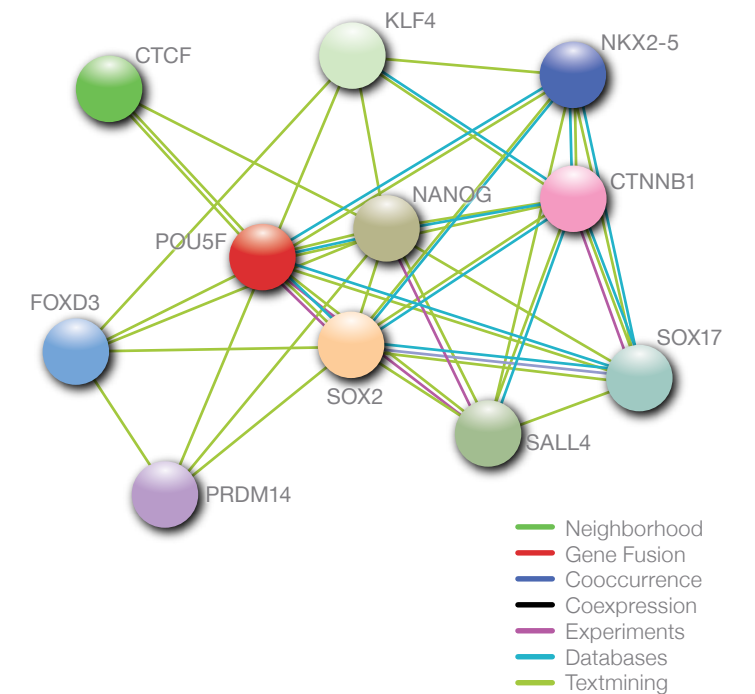 KLF4
NKX2-5
CTCF
CTNNB1
NANOG
POU5F
FOXD3
SOX17
SOX2
SALL4
PRDM14
Neighborhood
Gene Fusion
Cooccurrence
Coexpression
Experiments
Databases
Textmining